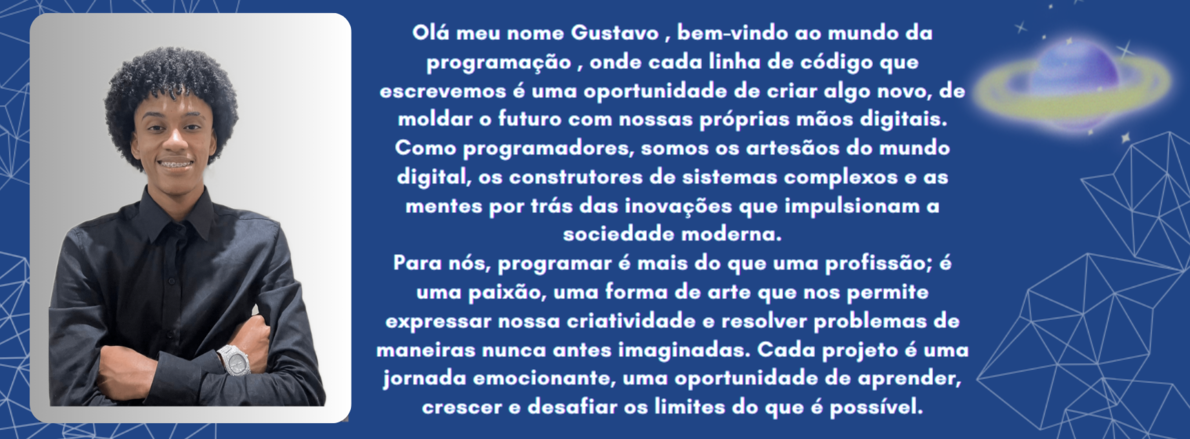 Olá meu nome Gustavo , bem-vindo ao mundo da
programação , onde cada linha de código que
escrevemos é uma oportunidade de criar algo novo, de
moldar o futuro com nossas próprias mãos digitais.
Como programadores, somos os artesãos do mundo
digital, os construtores de sistemas complexos e as
mentes por trás das inovações que impulsionam a
sociedade moderna.
Para nós, programar é mais do que uma profissão; é
uma paixão, uma forma de arte que nos permite
expressar nossa criatividade e resolver problemas de
maneiras nunca antes imaginadas. Cada projeto é uma
jornada emocionante, uma oportunidade de aprender,
crescer e desafiar os limites do que é possível.